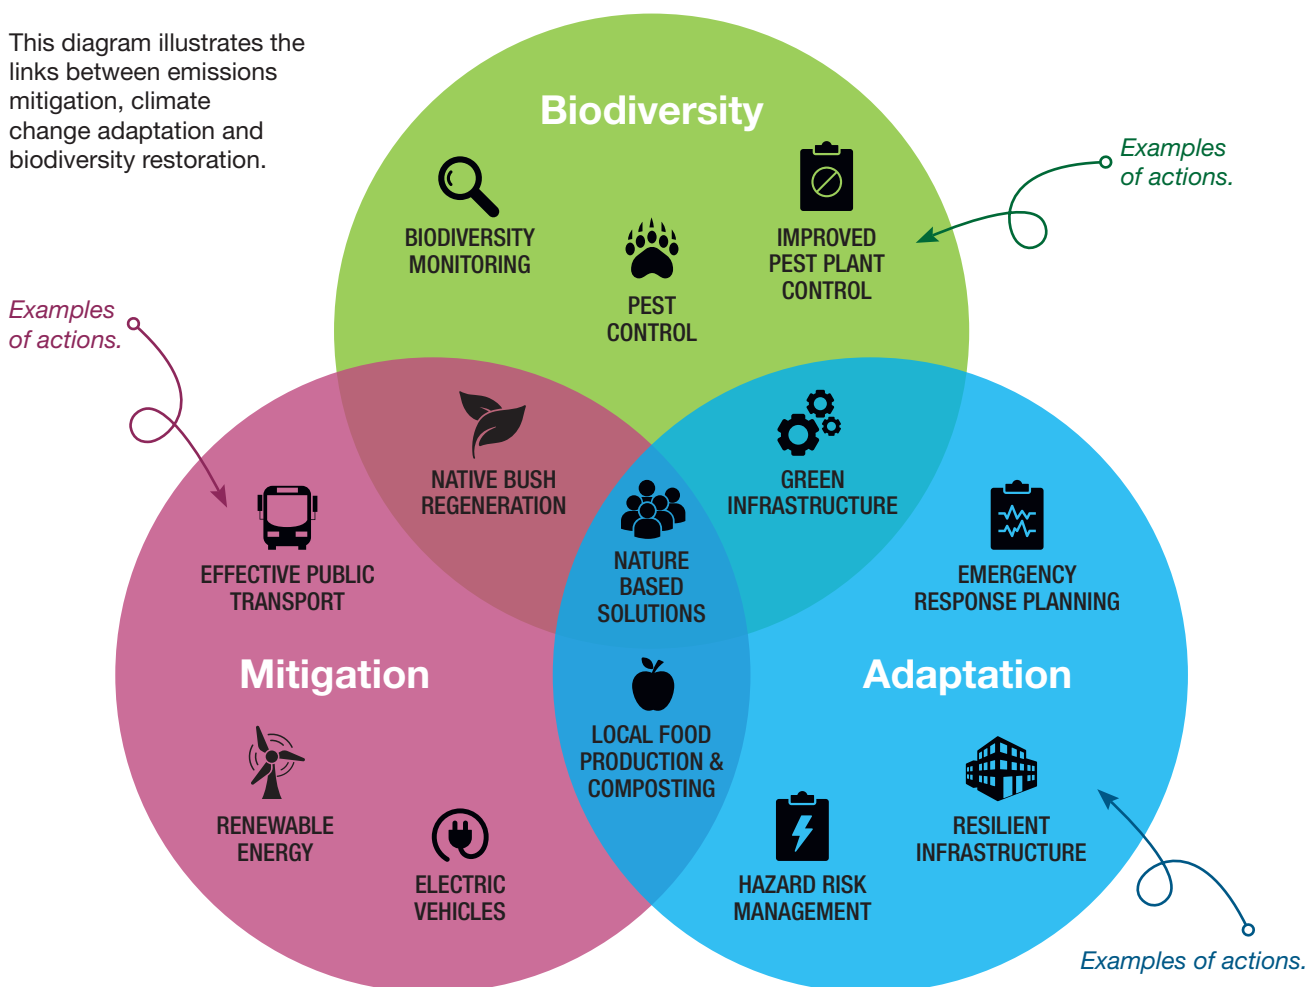 This diagram illustrates the
links between emissions
mitigation, climate
change adaptation and
biodiversity restoration.
Biodiversity
Examples
of actions.
BIODIVERSITY
MONITORING
PEST
CONTROL
IMPROVED
PEST PLANT
CONTROL
Examples
of actions.
NATIVE BUSH
REGENERATION
GREEN
INFRASTRUCTURE
NATURE
BASED
SOLUTIONS
EFFECTIVE PUBLIC
TRANSPORT
EMERGENCY
RESPONSE PLANNING
Mitigation
Adaptation
LOCAL FOOD
PRODUCTION &
COMPOSTING
RENEWABLE
ENERGY
ELECTRIC
VEHICLES
HAZARD RISK
MANAGEMENT
RESILIENT
INFRASTRUCTURE
Examples of actions.